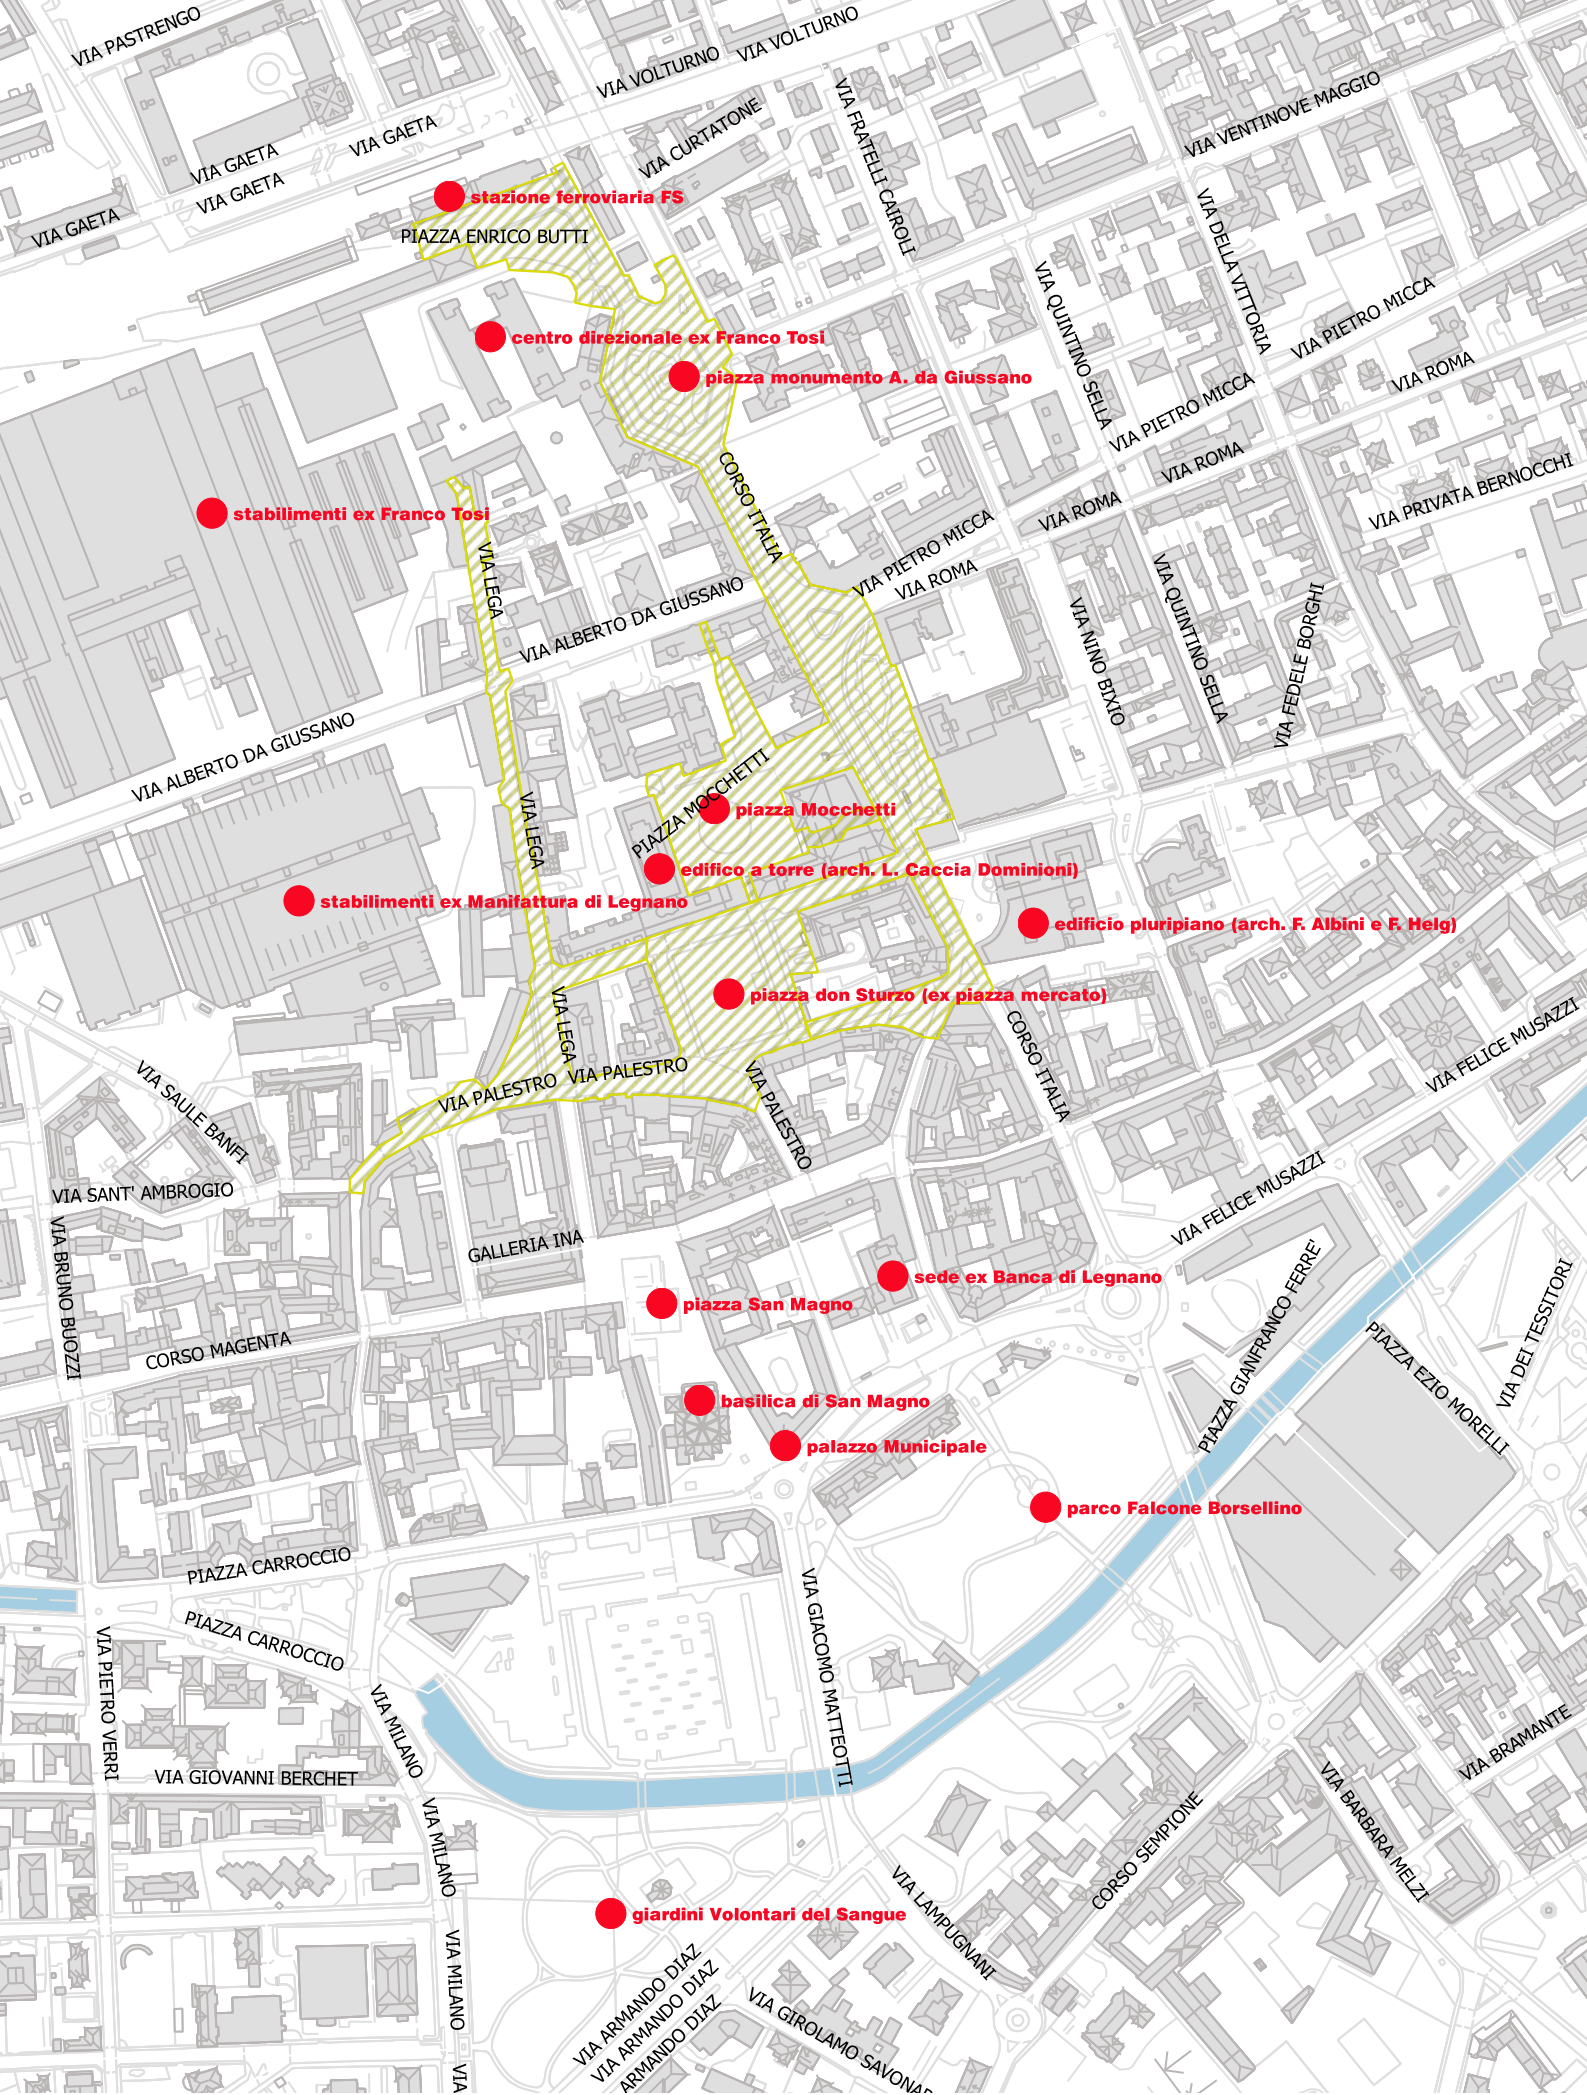 VIA PASTRENGO
VIA VOLTURNO
VIA VOLTURNO
VIA GAETA
VIA GAETA
VIA GAETA
VIA GAETA
VIA CURTATONE
VIA FRATELLI CAIROLI
VIA VENTINOVE MAGGIO
stazione ferroviaria FS
PIAZZA ENRICO BUTTI
VIA DELLA VITTORIA
VIA QUINTINO SELLA
VIA PIETRO MICCA
centro direzionale ex Franco Tosi
piazza monumento A. da Giussano
VIA ROMA
VIA PIETRO MICCA
VIA ROMA
CORSO ITALIA
VIA PRIVATA BERNOCCHI
stabilimenti ex Franco Tosi
VIA ROMA
VIA PIETRO MICCA
VIA ROMA
VIA LEGA
VIA ALBERTO DA GIUSSANO
VIA NINO BIXIO
VIA QUINTINO SELLA
VIA FEDELE BORGHI
VIA ALBERTO DA GIUSSANO
PIAZZA MOCCHETTI
piazza Mocchetti
VIA LEGA
edifico a torre (arch. L. Caccia Dominioni)
stabilimenti ex Manifattura di Legnano
edificio pluripiano (arch. F. Albini e F. Helg)
piazza don Sturzo (ex piazza mercato)
VIA LEGA
CORSO ITALIA
VIA FELICE MUSAZZI
VIA PALESTRO
VIA PALESTRO
VIA PALESTRO
VIA SAULE BANFI
VIA SANT' AMBROGIO
VIA FELICE MUSAZZI
VIA BRUNO BUOZZI
GALLERIA INA
sede ex Banca di Legnano
piazza San Magno
PIAZZA GIANFRANCO FERRE'
VIA DEI TESSITORI
CORSO MAGENTA
PIAZZA EZIO MORELLI
basilica di San Magno
palazzo Municipale
parco Falcone Borsellino
PIAZZA CARROCCIO
PIAZZA CARROCCIO
VIA GIACOMO MATTEOTTI
VIA PIETRO VERRI
VIA MILANO
VIA GIOVANNI BERCHET
VIA BRAMANTE
VIA BARBARA MELZI
CORSO SEMPIONE
VIA MILANO
VIA LAMPUGNANI
giardini Volontari del Sangue
VIA MILANO
VIA ARMANDO DIAZ
VIA ARMANDO DIAZ
ARMANDO DIAZ
VIA GIROLAMO SAVONAR
VIA